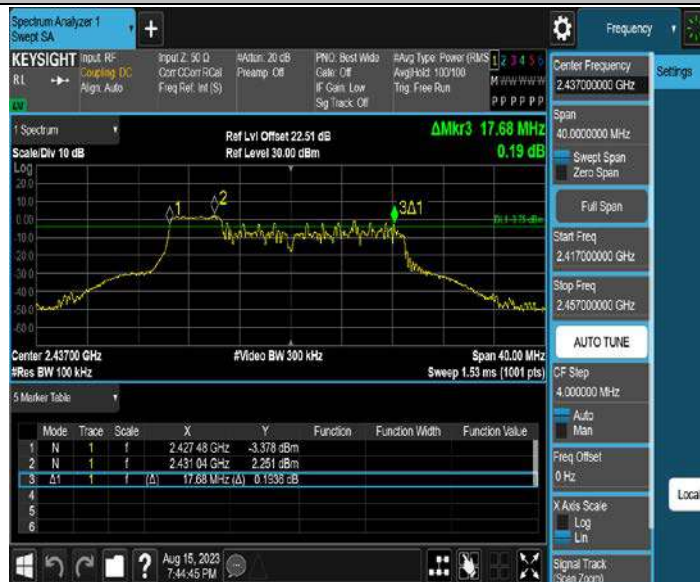 Spectrum Analyzer 1
Swept SA
+
Frequency
KEYSIGHT
RL
Input: RF
Coupling: DC
Align: Auto
Input Z: 50 Ω
Corr CCorr RCal
Freq Ref: Int (S)
#Atten: 20 dB
Preamp: Off
PNO: Best Wide
Gate: Off
IF Gain: Low
Sig Track: Off
#Avg Type: Power (RMS
Avg|Hold: 100/100
Trig: Free Run
1 2 3 4 5 6
M W W W W W
P P P P P P
1 Spectrum
Scale/Div 10 dB
Ref Lvl Offset 22.51 dB
Ref Level 30.00 dBm
ΔMkr3 17.68 MHz
0.19 dB
Log
20.0
10.0
0.00
-10.0
-20.0
-30.0
-40.0
-50.0
-60.0
1
2
3Δ1
DL1 -3.75 dBm
Center 2.43700 GHz
#Res BW 100 kHz
#Video BW 300 kHz
Span 40.00 MHz
Sweep 1.53 ms (1001 pts)
5 Marker Table
Mode Trace Scale X Y Function Function Width Function Value
1 N 1 f 2.427 48 GHz -3.378 dBm
2 N 1 f 2.431 04 GHz 2.251 dBm
3 Δ1 1 f (Δ) 17.68 MHz (Δ) 0.1936 dB
4
5
6
Aug 15, 2023
7:44:45 PM
Center Frequency
2.437000000 GHz
Settings
Span
40.0000000 MHz
Swept Span
Zero Span
Full Span
Start Freq
2.417000000 GHz
Stop Freq
2.457000000 GHz
AUTO TUNE
CF Step
4.000000 MHz
Auto
Man
Freq Offset
0 Hz
X Axis Scale
Log
Lin
Local
Signal Track
(Span Zoom)